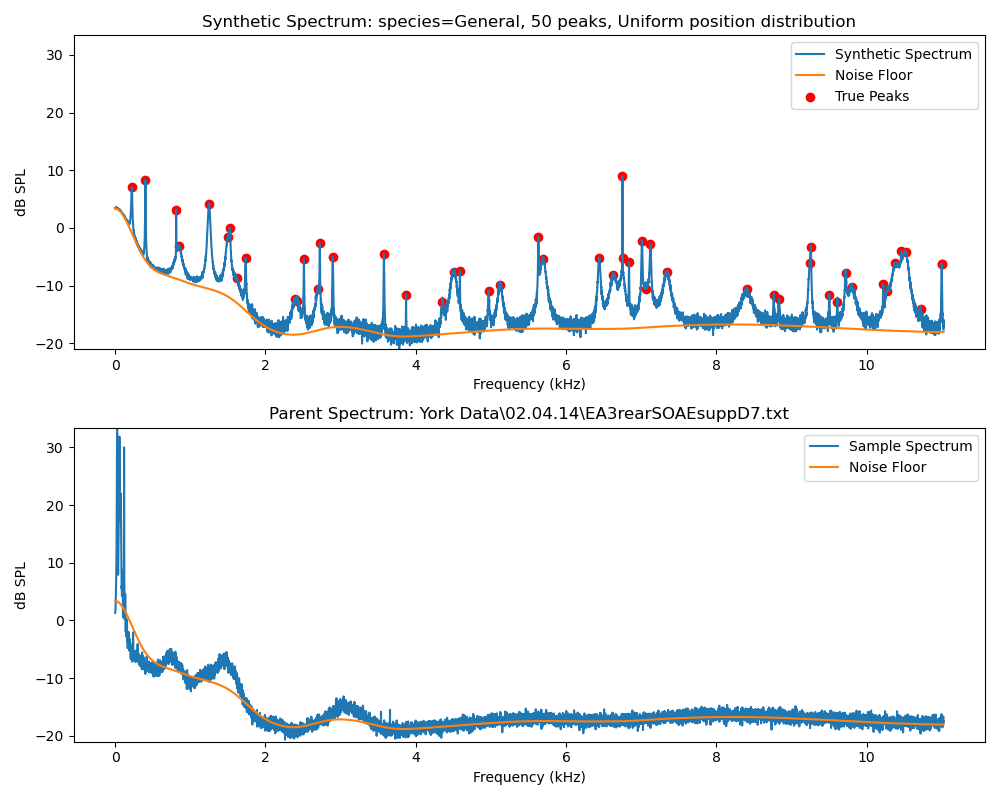 Synthetic Spectrum: species=General, 50 peaks, Uniform position distribution
30
20
10
0
−10
−20
dB SPL
Synthetic Spectrum
Noise Floor
True Peaks
0 2 4 6 8 10
Frequency (kHz)
Parent Spectrum: York Data\02.04.14\EA3rearSOAEsuppD7.txt
30
20
10
0
−10
−20
dB SPL
Sample Spectrum
Noise Floor
0 2 4 6 8 10
Frequency (kHz)